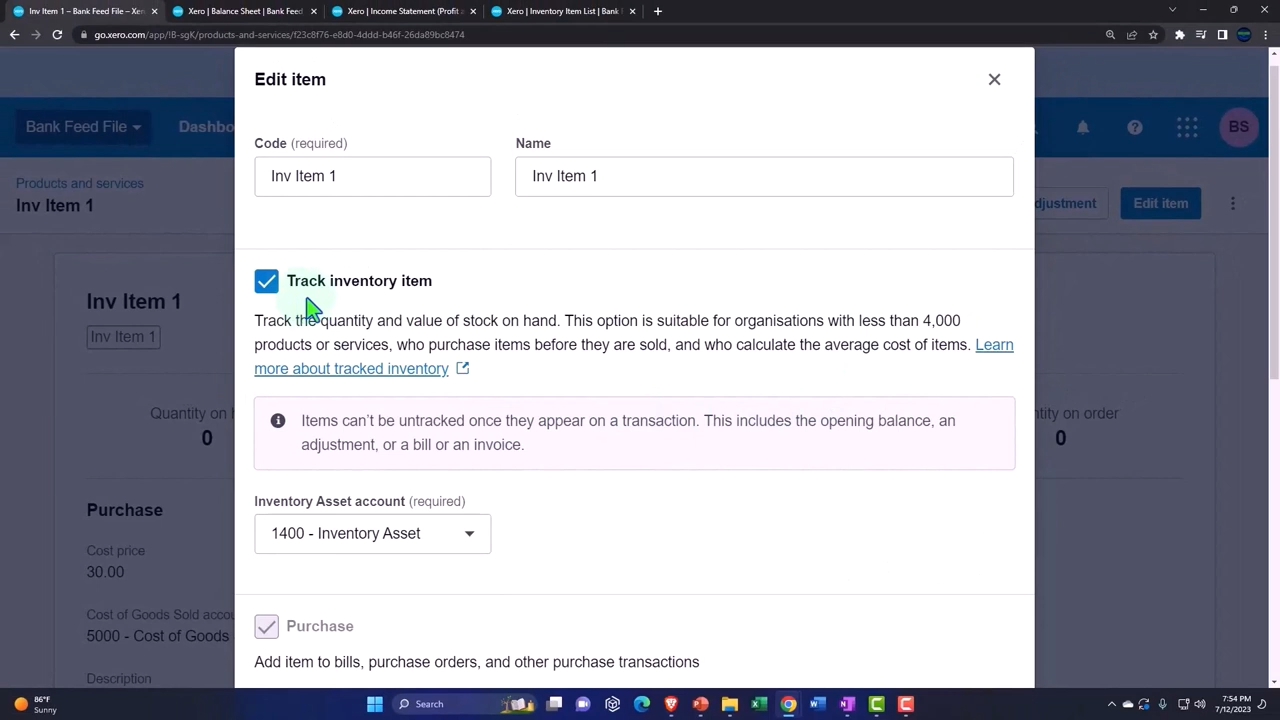 Inv Item 1 – Bank Feed File – Xe
Xero | Balance Sheet | Bank Feed
Xero | Income Statement (Profit a
Xero | Inventory Item List | Bank F
go.xero.com/app/!B-sgK/products-and-services/f23c8f76-e8d0-4ddd-b46f-26da89bc8474
Edit item
Bank Feed File
Dashbo
BS
Code (required)
Name
Inv Item 1
Inv Item 1
Products and services
Inv Item 1
djustment
Edit item
Track inventory item
Track the quantity and value of stock on hand. This option is suitable for organisations with less than 4,000
products or services, who purchase items before they are sold, and who calculate the average cost of items. Learn
more about tracked inventory
Inv Item 1
Inv Item 1
Items can't be untracked once they appear on a transaction. This includes the opening balance, an
adjustment, or a bill or an invoice.
Quantity on h
0
ntity on order
0
Inventory Asset account (required)
1400 - Inventory Asset
Purchase
Cost price
30.00
Cost of Goods Sold accou
5000 - Cost of Goods
Description
Purchase
Add item to bills, purchase orders, and other purchase transactions
86°F
Sunny
Search
7:54 PM
7/12/2023